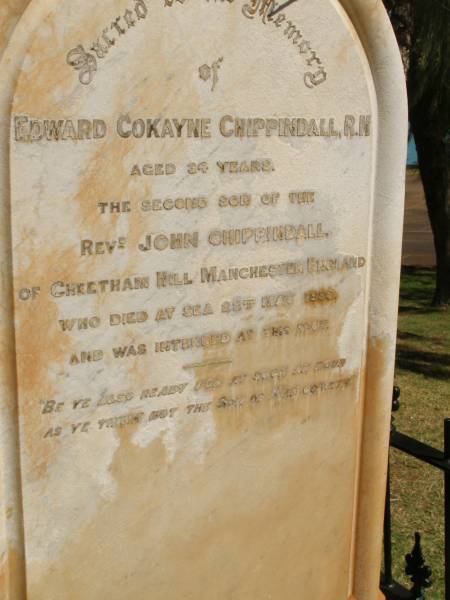 Sacred to the Memory
of
EDWARD COKAYNE CHIPPINDALL, R.N
AGED 34 YEARS.
THE SECOND SON OF THE
REVD JOHN CHIPPINDALL.
OF CHEETHAM HILL MANCHESTER ENGLAND
WHO DIED AT SEA MAY
AND WAS INTERRED AT THIS
"BE YE ALSO READY FOR AT SUCH AN HOUR
AS YE THINK NOT THE SON OF MAN COMETH"